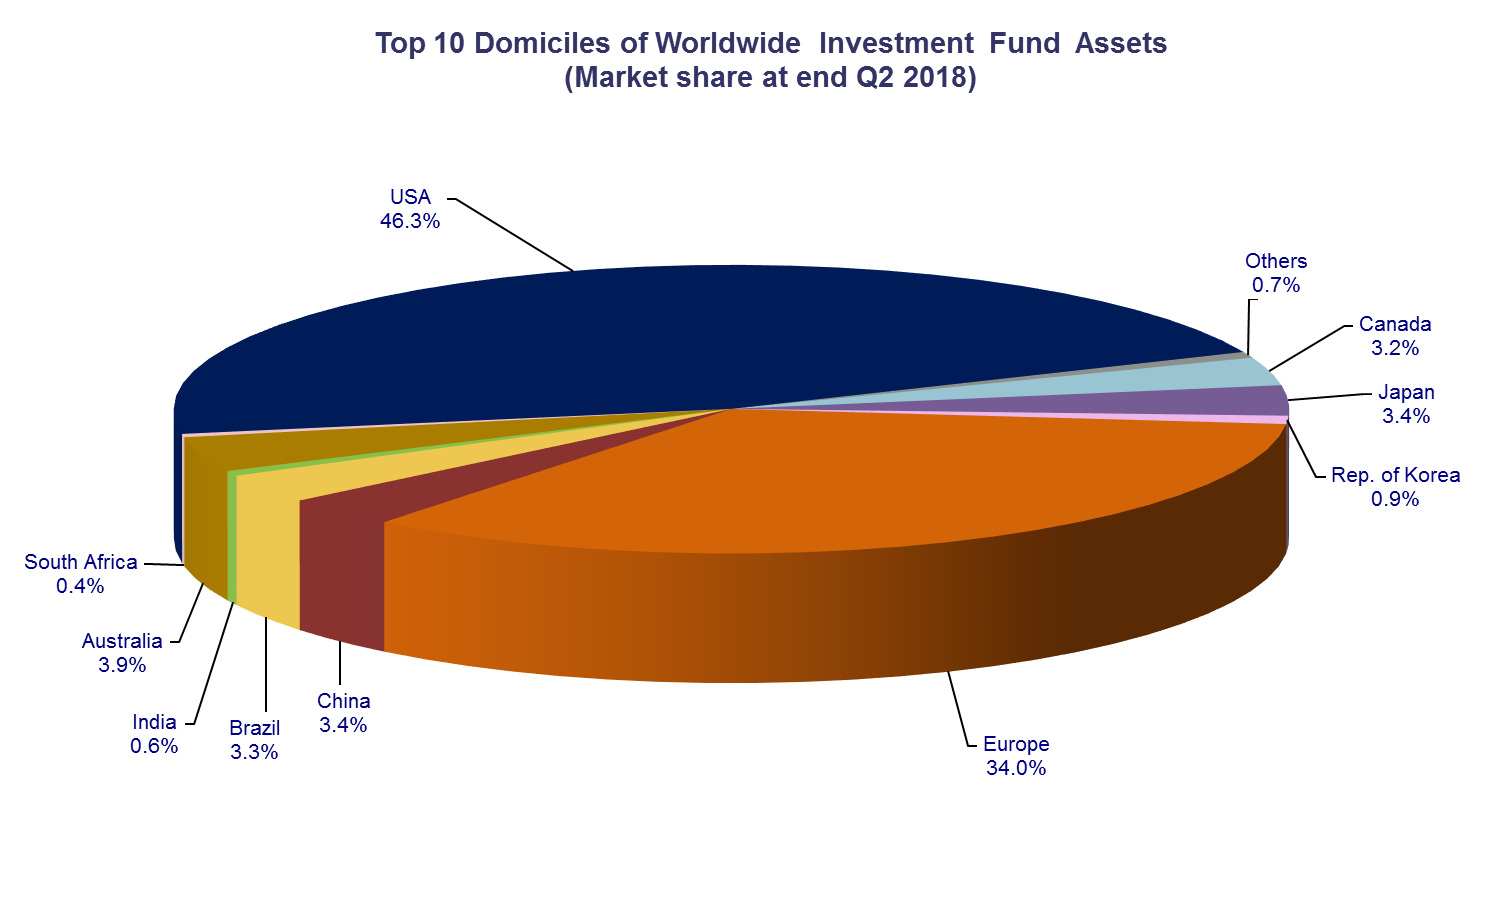 Top 10 Domiciles of Worldwide Investment Fund Assets
(Market share at end Q2 2018)
USA
46.3%
Others
0.7%
Canada
3.2%
Japan
3.4%
Rep. of Korea
0.9%
South Africa
0.4%
Australia
3.9%
India
0.6%
Brazil
3.3%
China
3.4%
Europe
34.0%